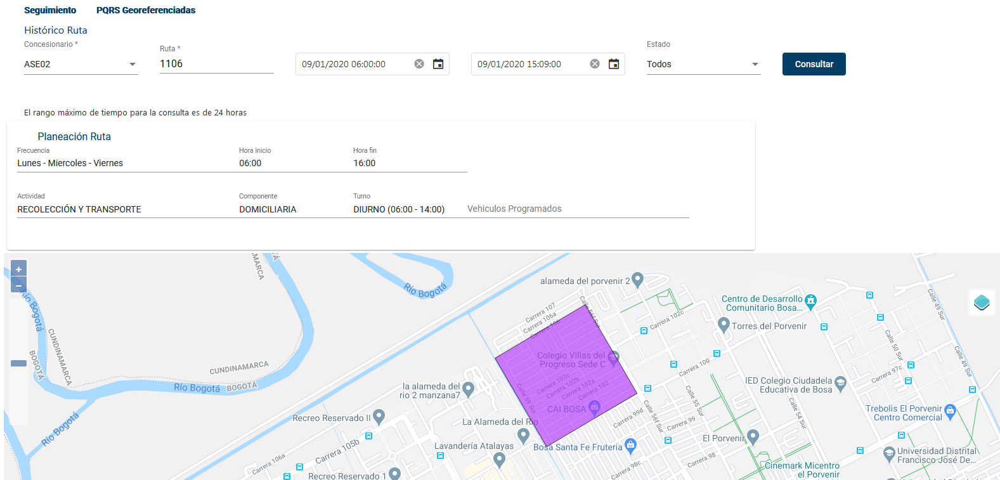 Seguimiento PQRS Georeferenciadas
Histórico Ruta
Concesionario *
ASE02
Ruta *
1106
09/01/2020 06:00:00
09/01/2020 15:09:00
Estado
Todos
Consultar
El rango máximo de tiempo para la consulta es de 24 horas
Planeación Ruta
Frecuencia
Lunes - Miercoles - Viernes
Hora Inicio
06:00
Hora fin
16:00
Actividad
RECOLECCIÓN Y TRANSPORTE
Componente
DOMICILIARIA
Turno
DIURNO (06:00 - 14:00)
Vehiculos Programados
+
−
CUNDINAMARCA
BOGOTÁ
Río Bogotá
alameda del porvenir 2
Centro de Desarrollo
Comunitario Bosa...
Calle 49 Sur
Río Bogotá
CUNDINAMARCA
BOGOTÁ
Carrera 107
Carrera 106a
Carrera 106
Calle 56f Sur
Carrera 102c
Torres del Porvenir
Calle 50 Sur
Calle 49 Sur
Colegio Villas del
Progreso Sede C
Carrera 100
Carrera 97c
CUNDINAMARCA
BOGOTÁ
Río Bogotá
la alameda del
río 2 manzana7
Carrera 102c
Carrera 102b
Carrera 102a
Carrera 102
Calle 59 Sur
IED Colegio Ciudadela
Educativa de Bosa
CAI BOSA
Calle 56f Sur
Calle 55 Sur
Calle 54 Sur
Trebolis El Porvenir
Centro Comercial
Río Bogotá
Recreo Reservado II
La Alameda del Río
Carrera 99d
Carrera 99
El Porvenir
Lavandería Atalayas
Bosa Santa Fe Fruteria
Carrera 105b
Carrera 106a
Carrera 98
Carrera 98c
Universidad Distrital
Francisco José De...
Cinemark Micentro
el Porvenir
Recreo Reservado 1